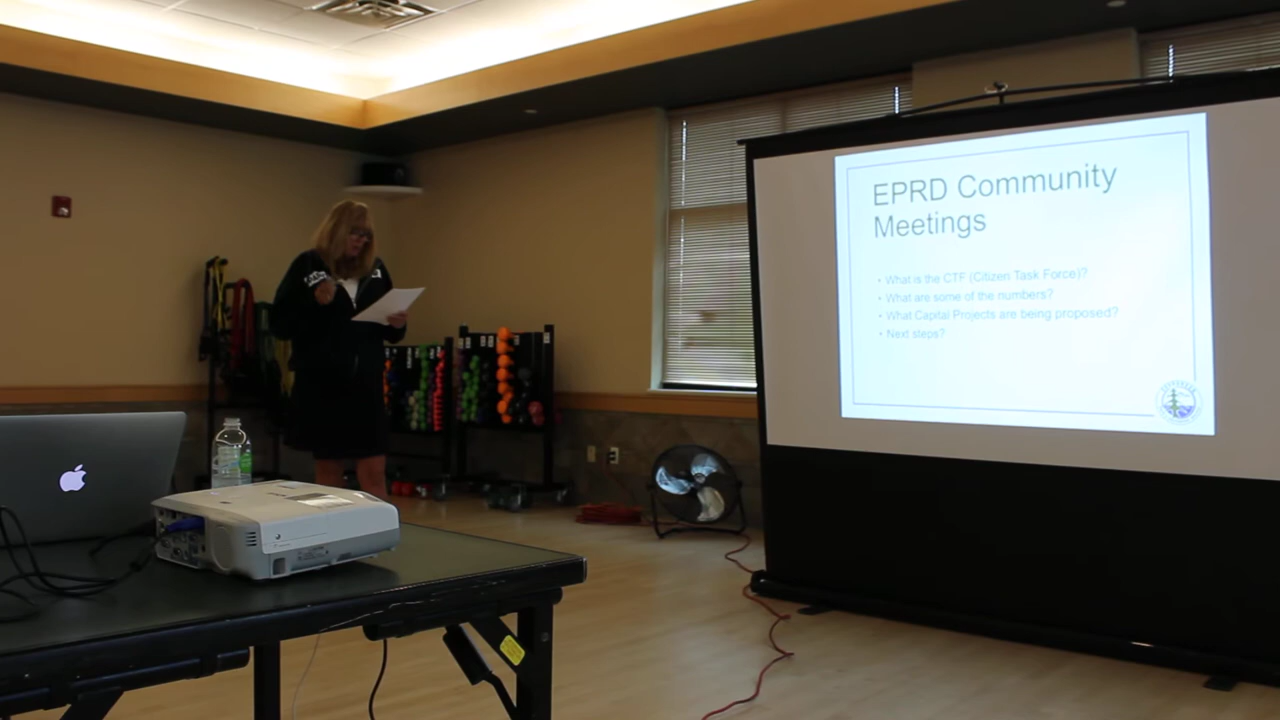 EPRD Community
Meetings
• What is the CTF (Citizen Task Force)?
• What are some of the numbers?
• What Capital Projects are being proposed?
• Next steps?